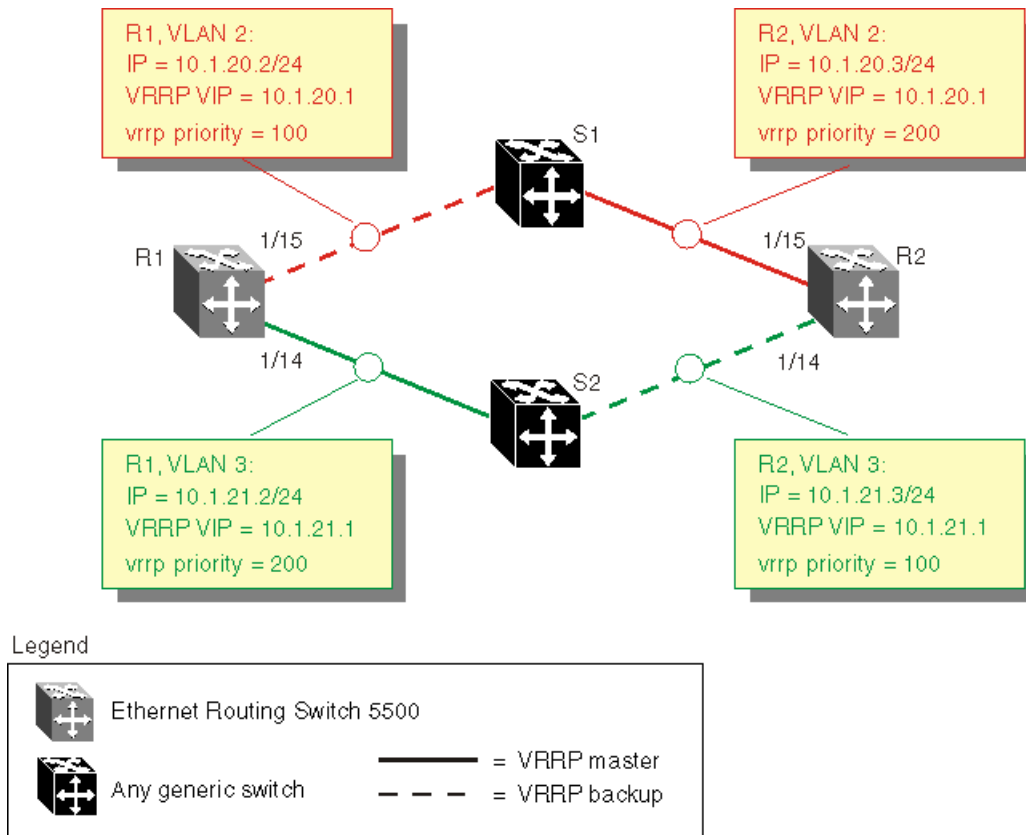 R1, VLAN 2:
IP = 10.1.20.2/24
VRRP VIP = 10.1.20.1
vrrp priority = 100
R2, VLAN 2:
IP = 10.1.20.3/24
VRRP VIP = 10.1.20.1
vrrp priority = 200
S1
R1
1/15
1/15
R2
1/14
S2
1/14
R1, VLAN 3:
IP = 10.1.21.2/24
VRRP VIP = 10.1.21.1
vrrp priority = 200
R2, VLAN 3:
IP = 10.1.21.3/24
VRRP VIP = 10.1.21.1
vrrp priority = 100
Legend
Ethernet Routing Switch 5500
Any generic switch
= VRRP master
= VRRP backup